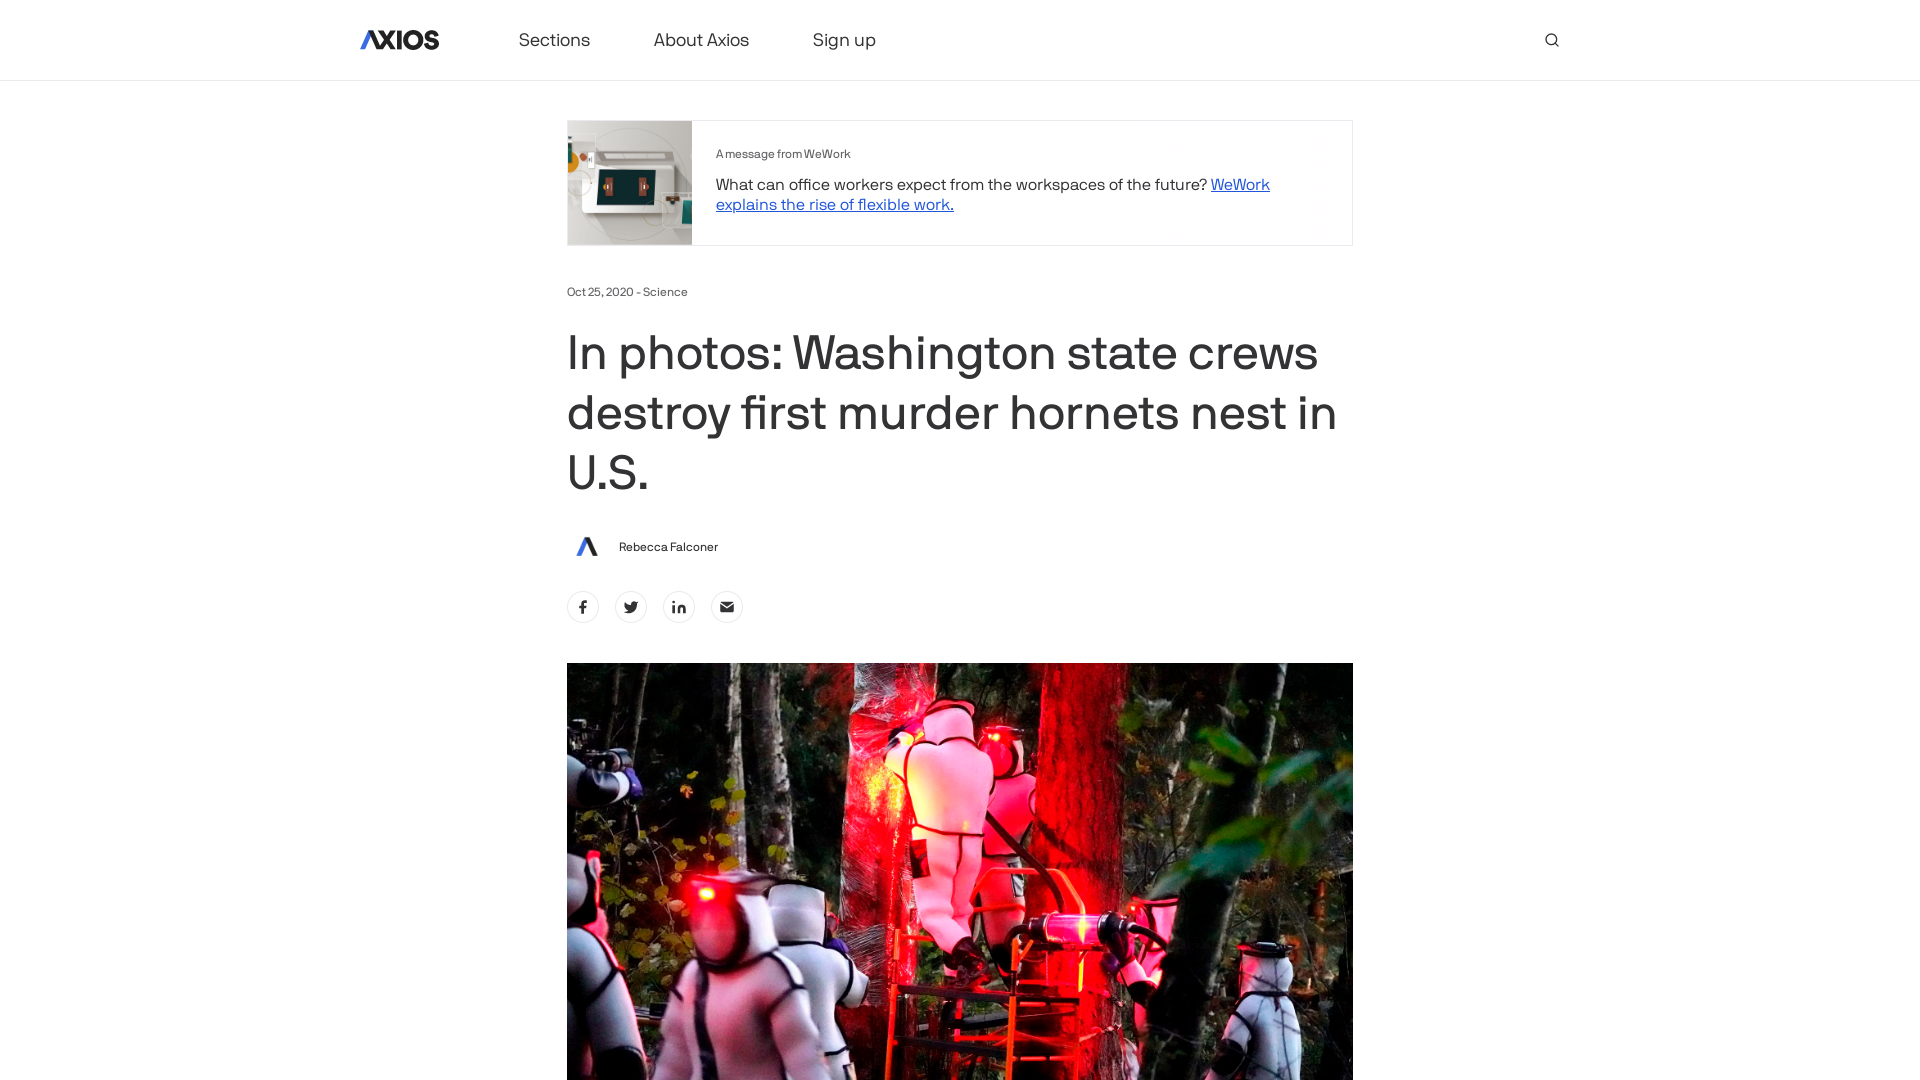 AXIOS
Sections
About Axios
Sign up
A message from WeWork
What can office workers expect from the workspaces of the future? WeWork
explains the rise of flexible work.
Oct 25, 2020 - Science
In photos: Washington state crews
destroy first murder hornets nest in
U.S.
Rebecca Falconer